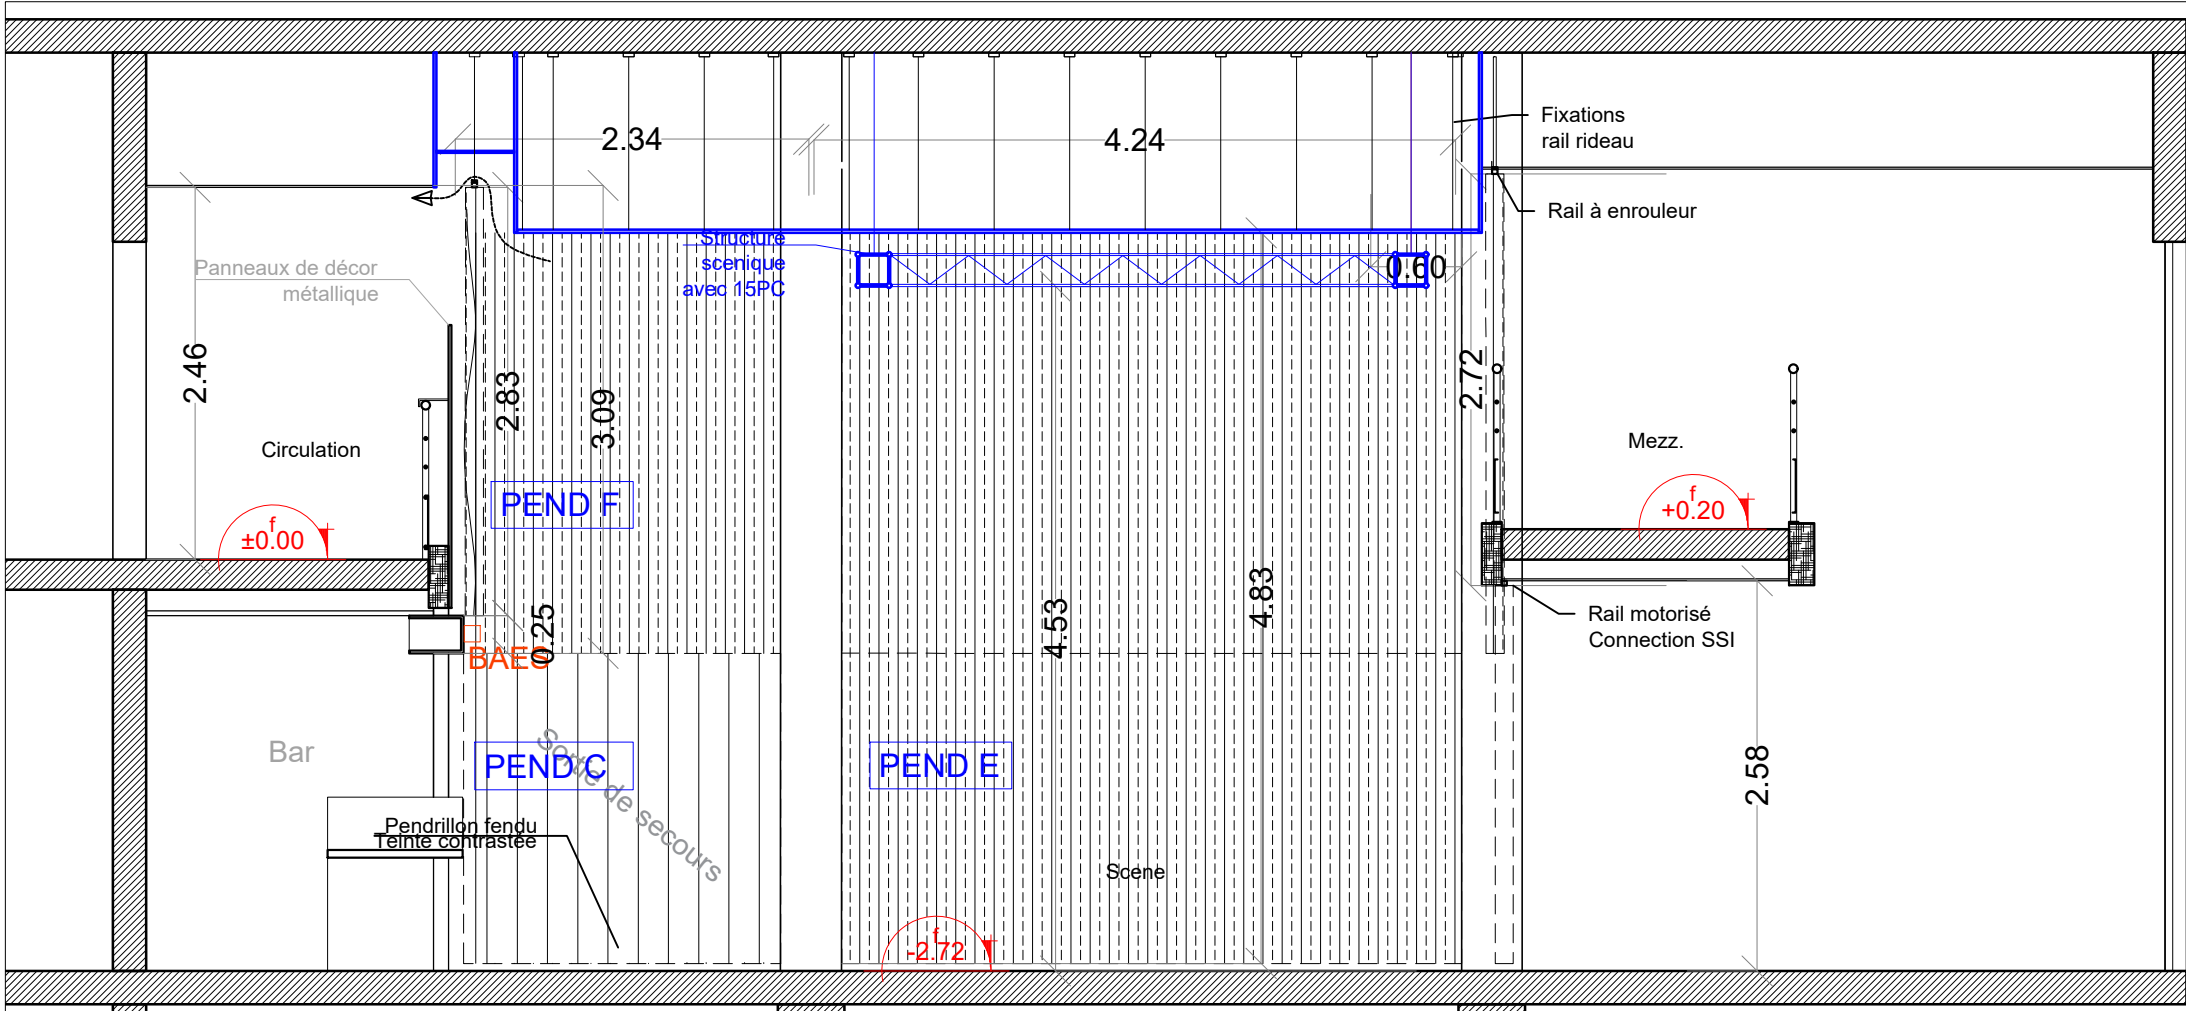 2.34
4.24
Fixations
rail rideau
Rail à enrouleur
Structure
scenique
avec 15PC
0.60
Panneaux de décor
métallique
2.46
2.83
3.09
2.72
Circulation
Mezz.
PEND F
f
±0.00
f
+0.20
0.25
4.53
4.83
BAES
Rail motorisé
Connection SSI
Bar
PEND C
Sortie de secours
PEND E
2.58
Pendrillon fendu
Teinte contrastée
Scene
f
-2.72